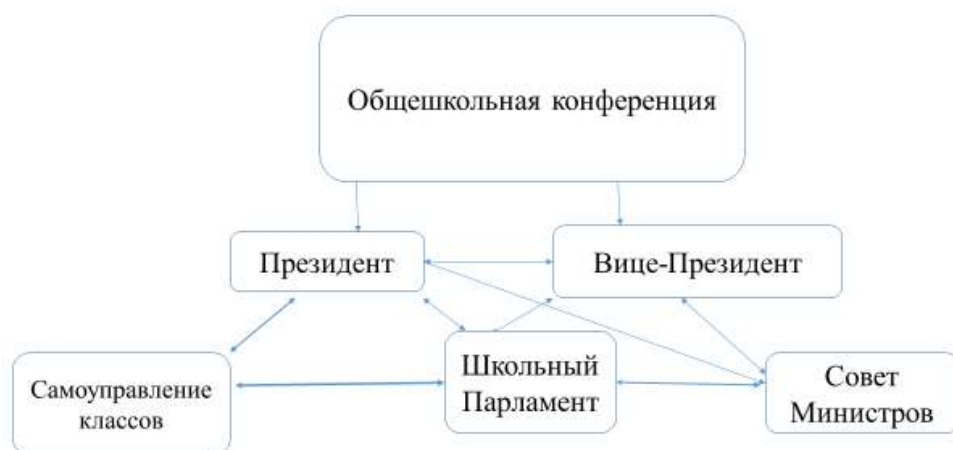 Общешкольная конференция
Президент
Вице-Президент
Самоуправление
классов
Школьный
Парламент
Совет
Министров